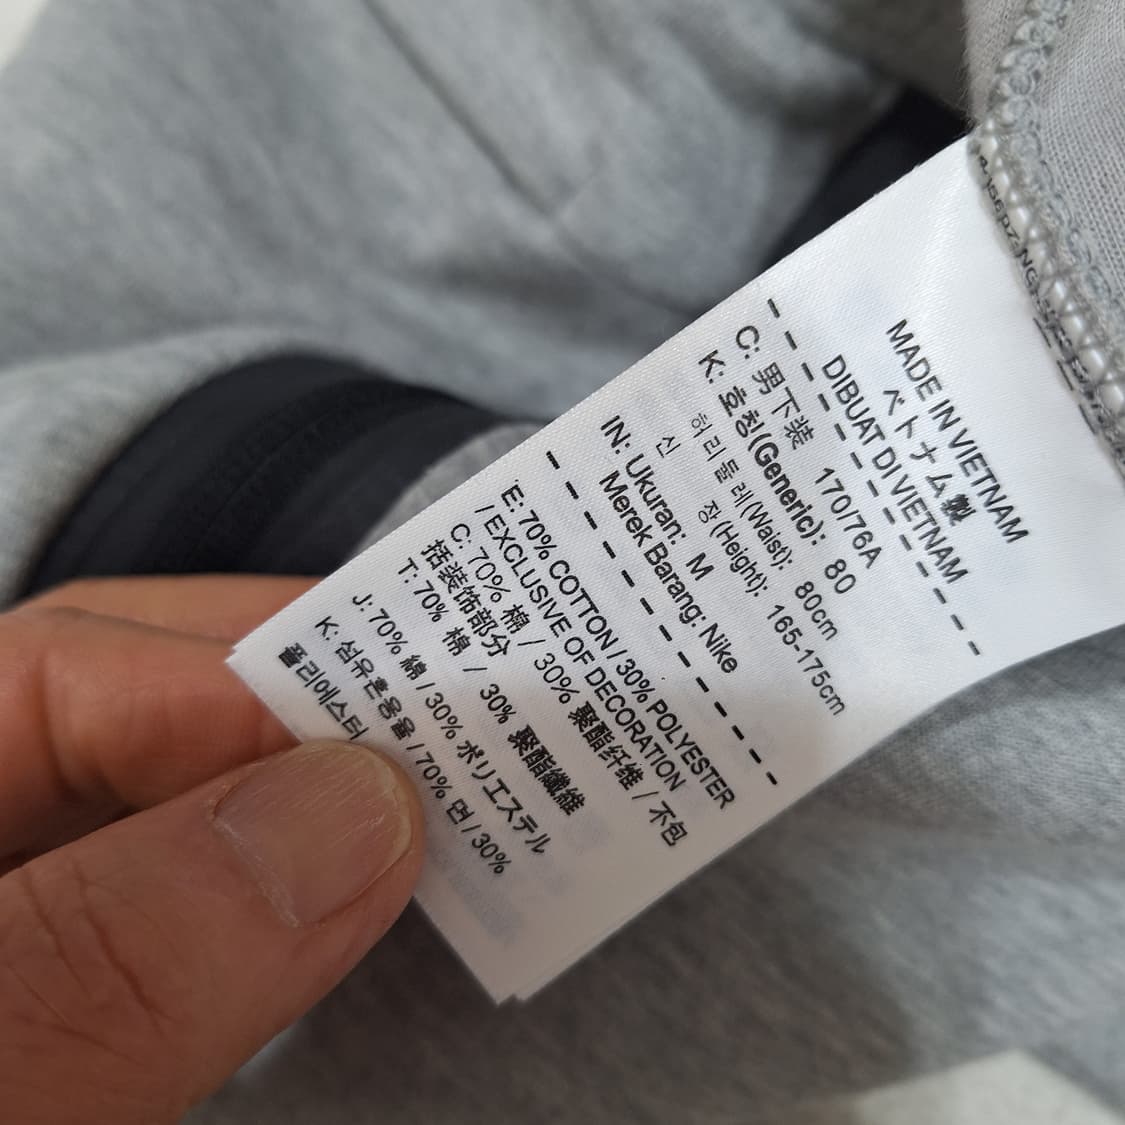 MADE IN VIETNAM
ベトナム製
DIBUAT DI VIETNAM
C: 男下装 170/76A
K: 호칭(Generic): 80
허리둘레(Waist): 80cm
신 장(Height): 165-175cm
IN: Ukuran: M
Merek Barang: Nike
E: 70% COTTON / 30% POLYESTER
/ EXCLUSIVE OF DECORATION
C: 70% 棉 / 30% 聚酯纤维 / 不包
括装饰部分
T: 70% 棉 / 30% 聚酯纖維
J: 70% 綿 / 30% ポリエステル
K: 섬유혼용율 / 70% 면 / 30%
폴리에스터